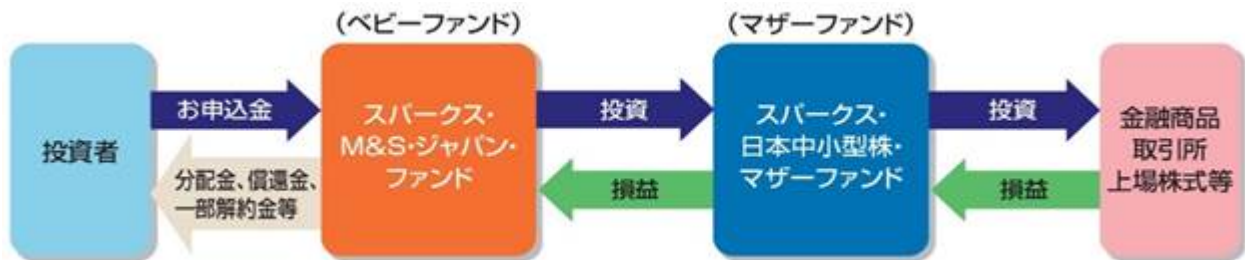 (ベビーファンド)
(マザーファンド)
投資者
お申込金
分配金、償還金、
一部解約金等
スパークス・
M&S・ジャパン・
ファンド
投資
損益
スパークス・
日本中小型株・
マザーファンド
投資
損益
金融商品
取引所
上場株式等